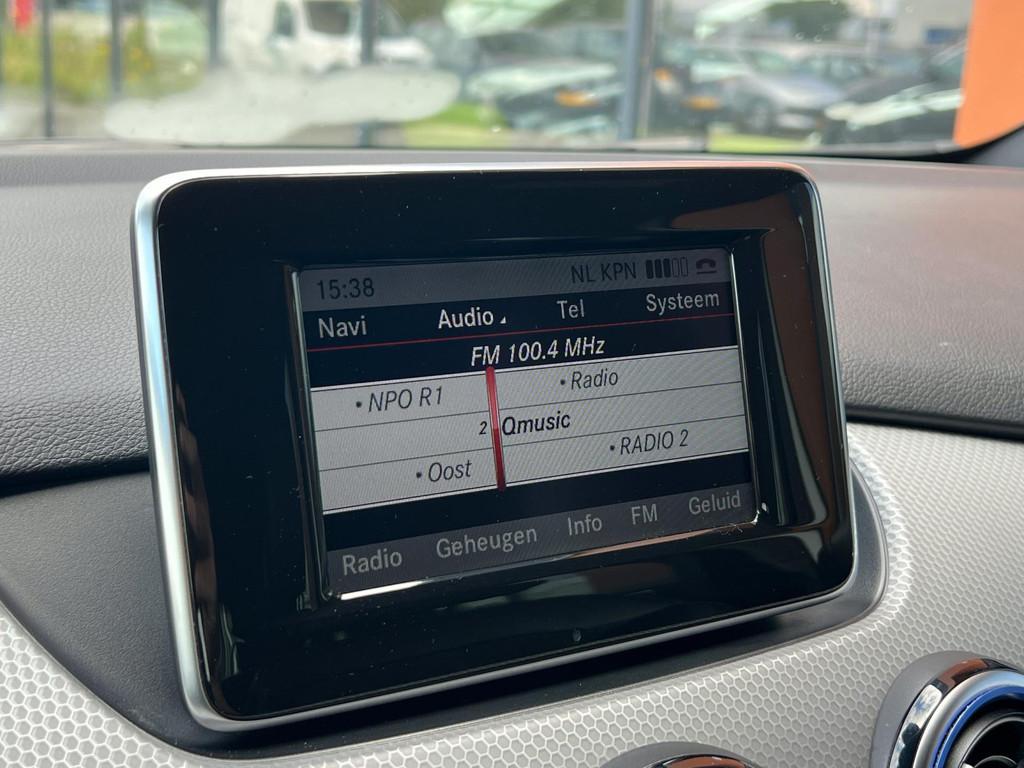 15:38 NL KPN
Navi Audio Tel Systeem
FM 100.4 MHz
• NPO R1 • Radio
2 Qmusic
• Oost • RADIO 2
Radio Geheugen Info FM Geluid